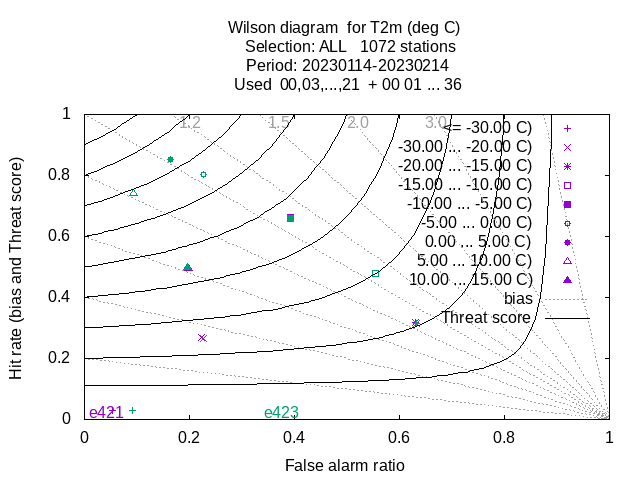 Wilson diagram  for T2m (deg C)
Selection: ALL   1072 stations
Period: 20230114-20230214
Used  00,03,...,21  + 00 01 ... 36
Hit rate (bias and Threat score)
1
0.8
0.6
0.4
0.2
0
1.2
1.5
2.0
3.0
<= -30.00 C)
-30.00 ... -20.00 C)
-20.00 ... -15.00 C)
-15.00 ... -10.00 C)
-10.00 ... -5.00 C)
-5.00 ... 0.00 C)
0.00 ... 5.00 C)
5.00 ... 10.00 C)
10.00 ... 15.00 C)
bias
Threat score
e421
e423
0 0.2 0.4 0.6 0.8 1
False alarm ratio